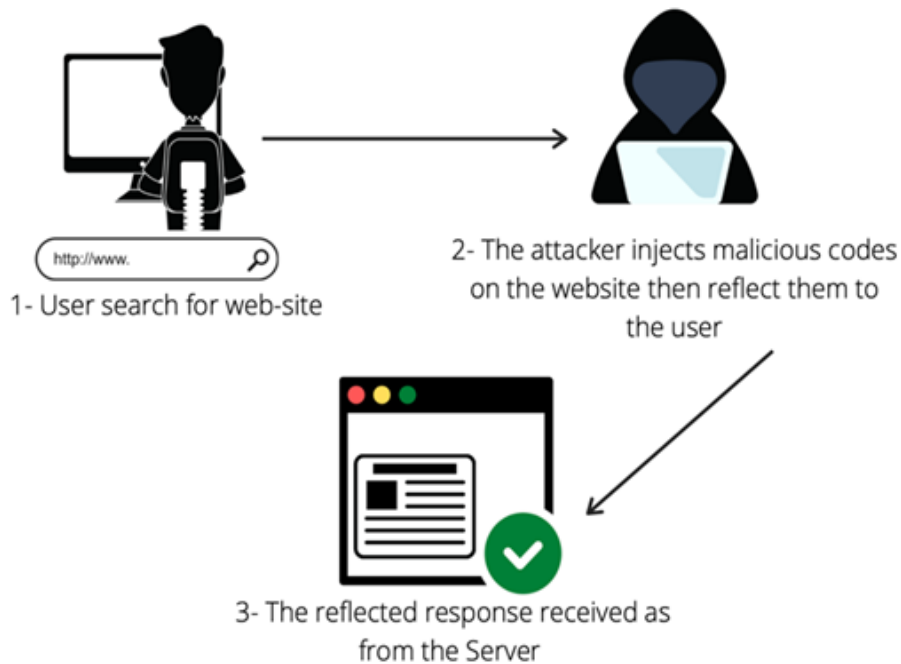 http://www.
1- User search for web-site
2- The attacker injects malicious codes
on the website then reflect them to
the user
3- The reflected response received as
from the Server